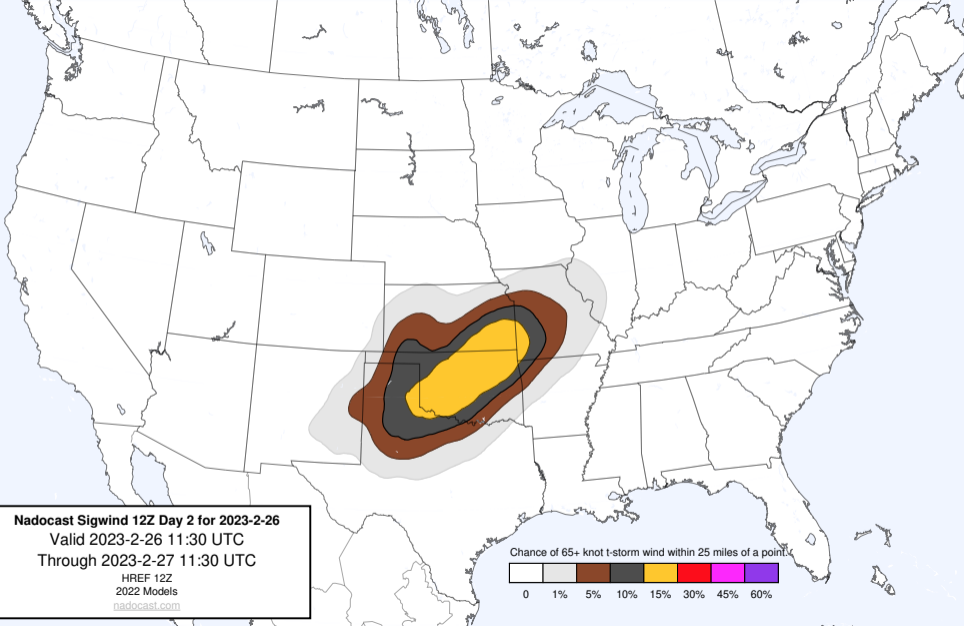 Nadocast Sigwind 12Z Day 2 for 2023-2-26
Valid 2023-2-26 11:30 UTC
Through 2023-2-27 11:30 UTC
HREF 12Z
2022 Models
nadocast.com
Chance of 65+ knot t-storm wind within 25 miles of a point.
0 1% 5% 10% 15% 30% 45% 60%